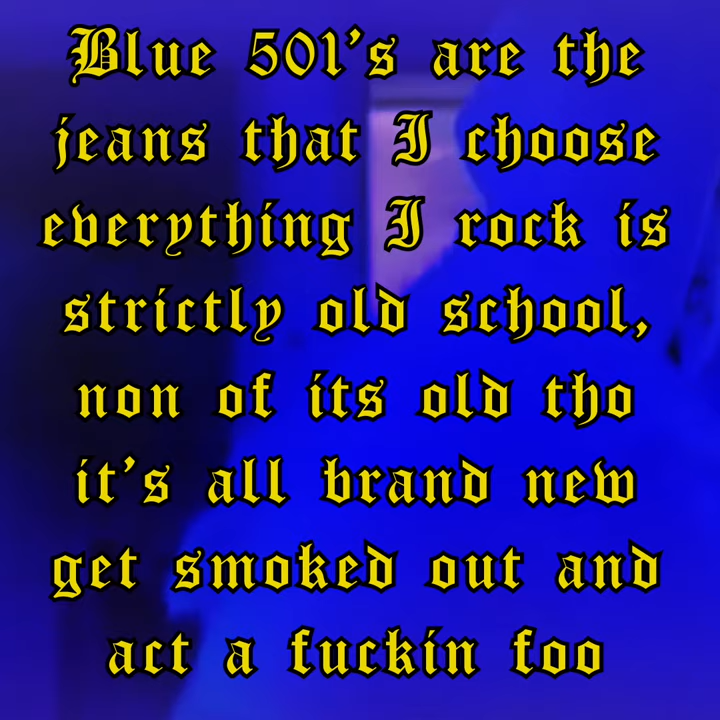 Blue 501's are the
jeans that I choose
everything I rock is
strictly old school,
non of its old tho
it's all brand new
get smoked out and
act a fuckin foo